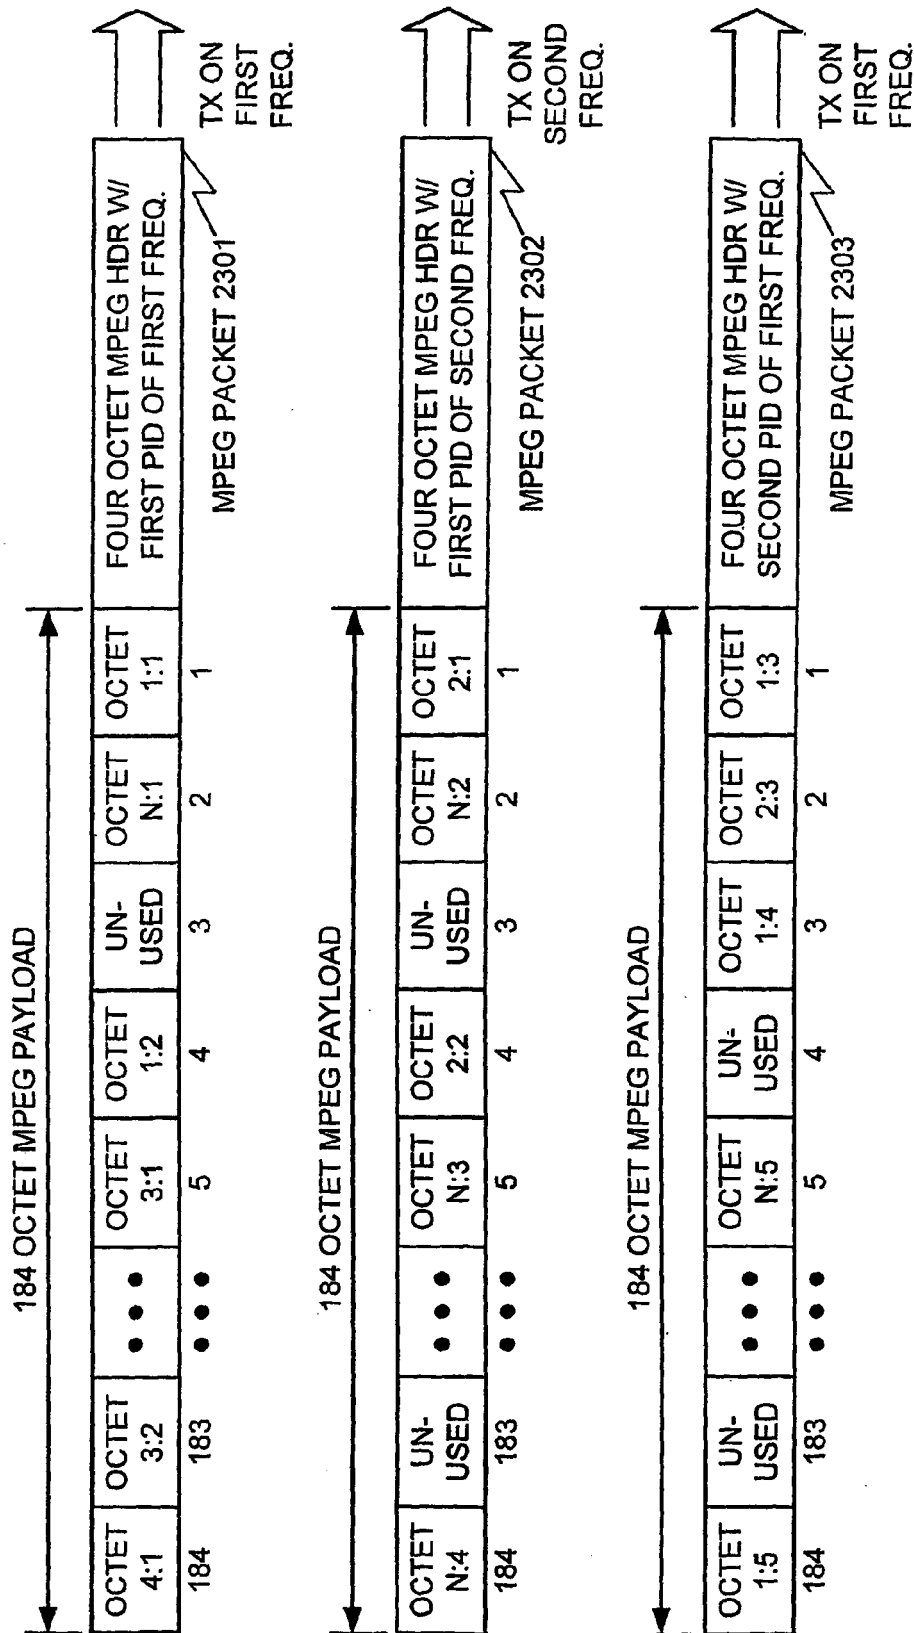 184 OCTET MPEG PAYLOAD
OCTET 4:1
OCTET 3:2
● ● ●
OCTET 3:1
OCTET 1:2
UN-USED
OCTET N:1
OCTET 1:1
FOUR OCTET MPEG HDR W/
FIRST PID OF FIRST FREQ.
184 183 ● ● ● 5 4 3 2 1
MPEG PACKET 2301
TX ON
FIRST
FREQ.
184 OCTET MPEG PAYLOAD
OCTET N:4
UN-USED
● ● ●
OCTET N:3
OCTET 2:2
UN-USED
OCTET N:2
OCTET 2:1
FOUR OCTET MPEG HDR W/
FIRST PID OF SECOND FREQ.
184 183 ● ● ● 5 4 3 2 1
MPEG PACKET 2302
TX ON
SECOND
FREQ.
184 OCTET MPEG PAYLOAD
OCTET 1:5
UN-USED
● ● ●
OCTET N:5
UN-USED
OCTET 1:4
OCTET 2:3
OCTET 1:3
FOUR OCTET MPEG HDR W/
SECOND PID OF FIRST FREQ.
184 183 ● ● ● 5 4 3 2 1
MPEG PACKET 2303
TX ON
FIRST
FREQ.